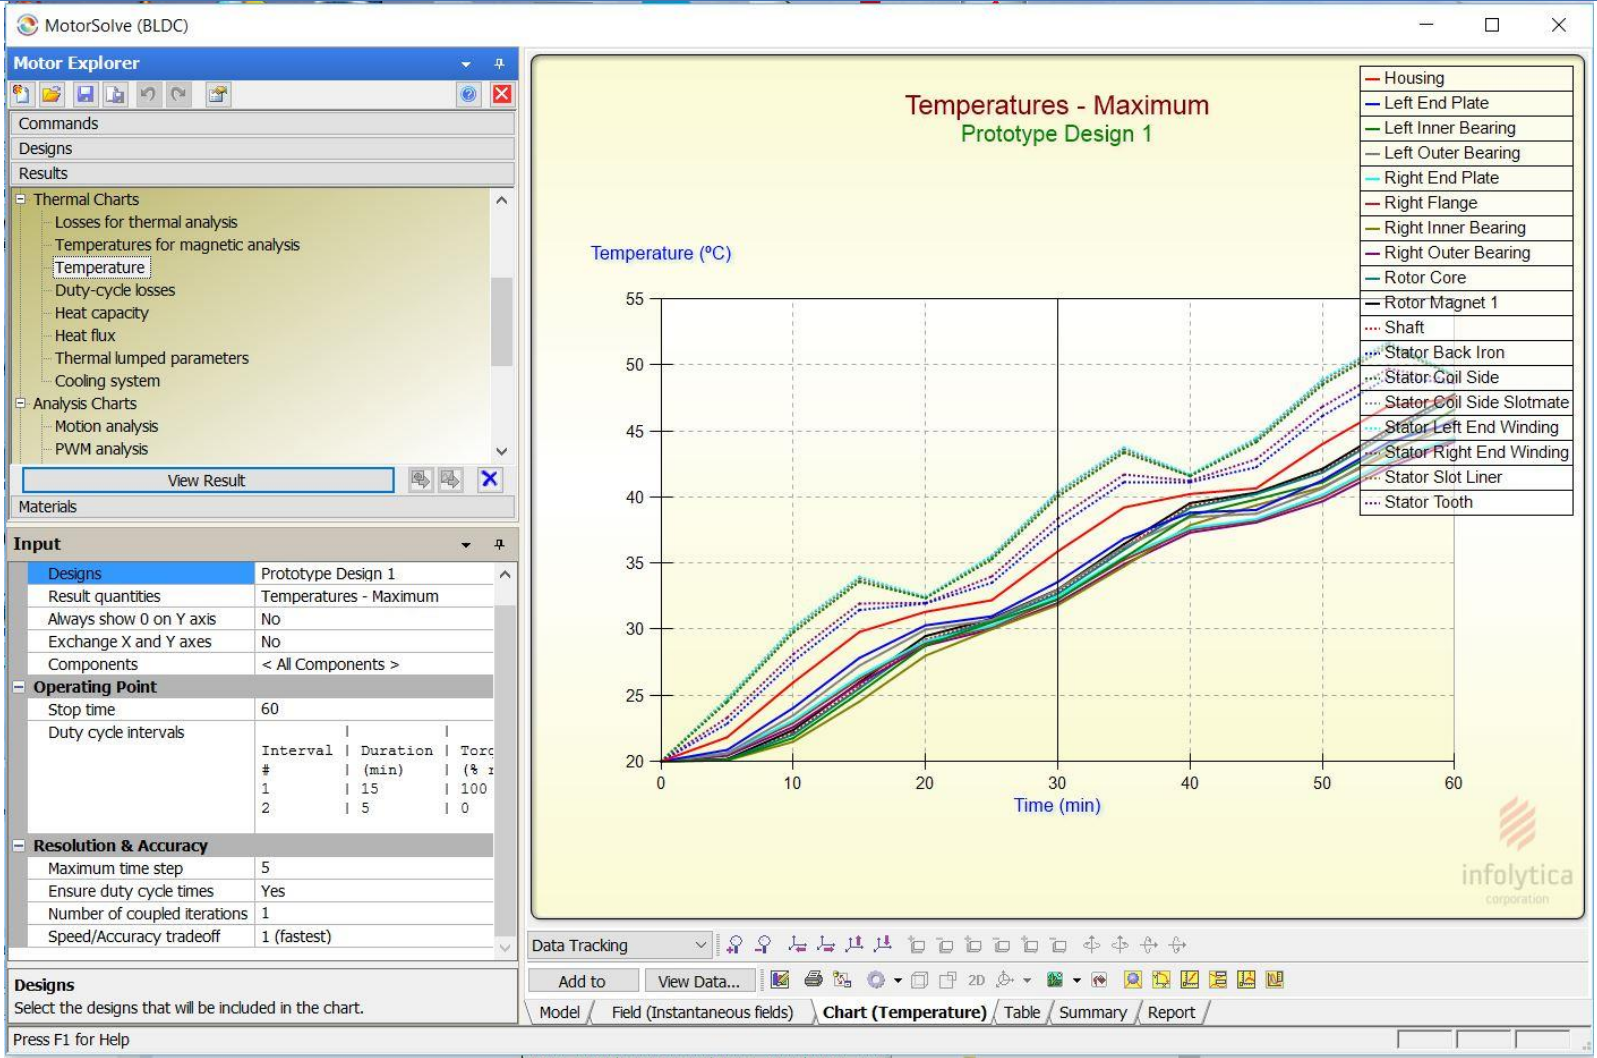 MotorSolve (BLDC)
Motor Explorer
Commands
Designs
Results
Thermal Charts
Losses for thermal analysis
Temperatures for magnetic analysis
Temperature
Duty-cycle losses
Heat capacity
Heat flux
Thermal lumped parameters
Cooling system
Analysis Charts
Motion analysis
PWM analysis
View Result
Materials
Input
Designs Prototype Design 1
Result quantities Temperatures - Maximum
Always show 0 on Y axis No
Exchange X and Y axes No
Components < All Components >
Operating Point
Stop time 60
Duty cycle intervals
| |
Interval | Duration | Torc
# | (min) | (% r
1 | 15 | 100
2 | 5 | 0
Resolution & Accuracy
Maximum time step 5
Ensure duty cycle times Yes
Number of coupled iterations 1
Speed/Accuracy tradeoff 1 (fastest)
Designs
Select the designs that will be included in the chart.
Press F1 for Help
Temperatures - Maximum
Prototype Design 1
Housing
Left End Plate
Left Inner Bearing
Left Outer Bearing
Right End Plate
Right Flange
Right Inner Bearing
Right Outer Bearing
Rotor Core
Rotor Magnet 1
Shaft
Stator Back Iron
Stator Coil Side
Stator Coil Side Slotmate
Stator Left End Winding
Stator Right End Winding
Stator Slot Liner
Stator Tooth
Temperature (ºC)
55
50
45
40
35
30
25
20
0 10 20 30 40 50 60
Time (min)
infolytica
corporation
Data Tracking
Add to View Data... 2D
Model Field (Instantaneous fields) Chart (Temperature) Table Summary Report